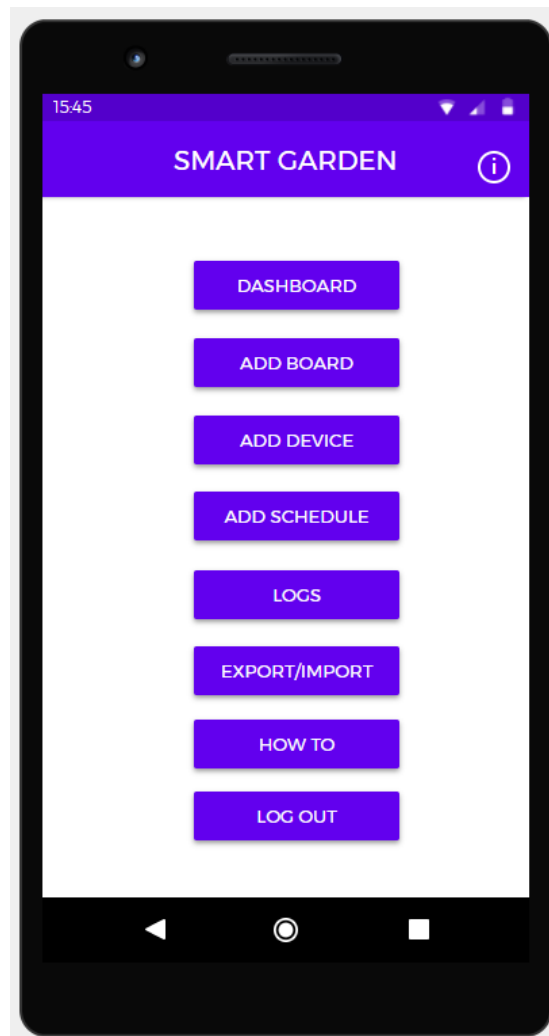 15:45
SMART GARDEN
DASHBOARD
ADD BOARD
ADD DEVICE
ADD SCHEDULE
LOGS
EXPORT/IMPORT
HOW TO
LOG OUT